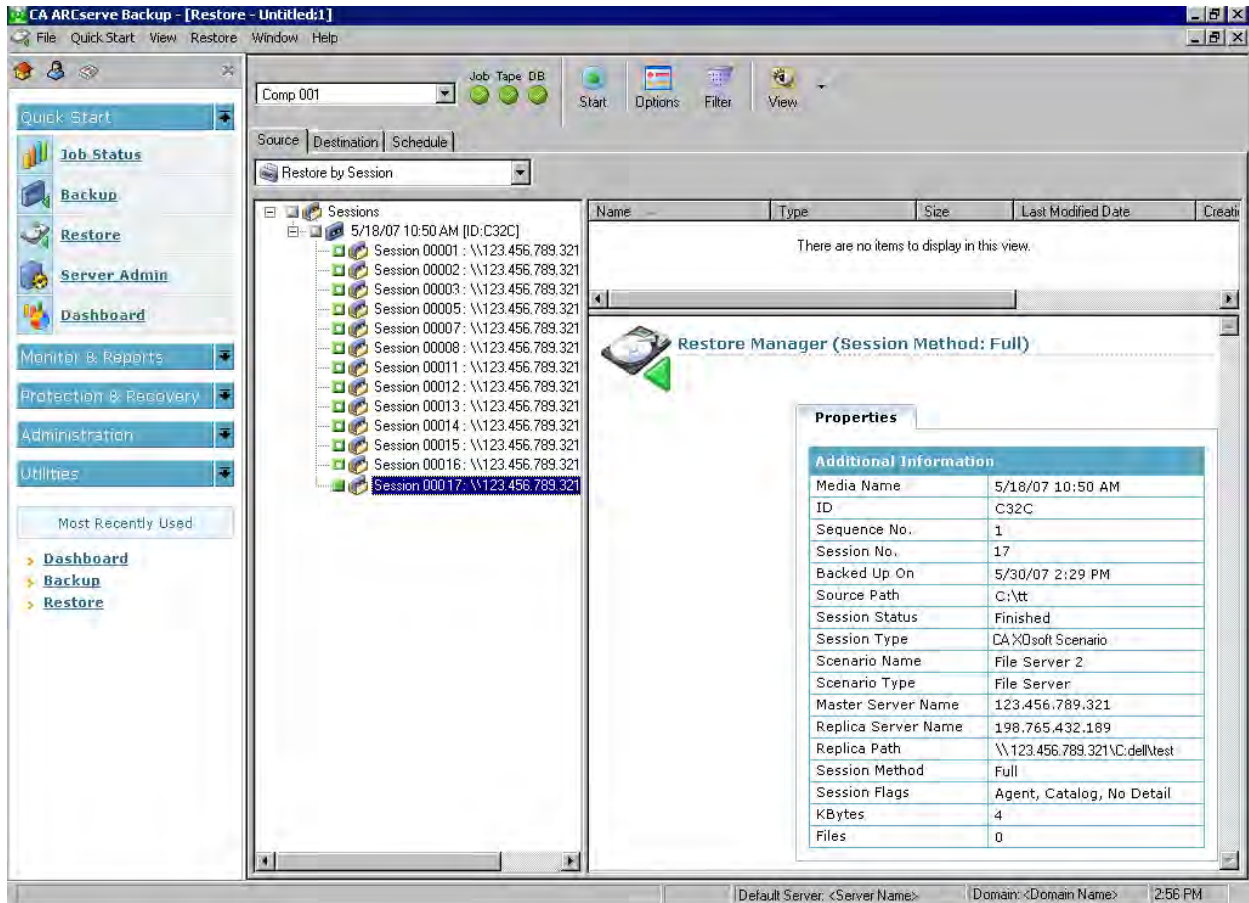 CA ARCserve Backup - [Restore - Untitled:1]
File Quick Start View Restore Window Help
Quick Start
Job Status
Backup
Restore
Server Admin
Dashboard
Monitor & Reports
Protection & Recovery
Administration
Utilities
Most Recently Used
Dashboard
Backup
Restore
Comp 001
Job Tape DB
Start Options Filter View
Source Destination Schedule
Restore by Session
Sessions
5/18/07 10:50 AM [ID:C32C]
Session 00001 : \\123.456.789.321
Session 00002 : \\123.456.789.321
Session 00003 : \\123.456.789.321
Session 00005 : \\123.456.789.321
Session 00007 : \\123.456.789.321
Session 00008 : \\123.456.789.321
Session 00011 : \\123.456.789.321
Session 00012 : \\123.456.789.321
Session 00013 : \\123.456.789.321
Session 00014 : \\123.456.789.321
Session 00015 : \\123.456.789.321
Session 00016 : \\123.456.789.321
Session 00017: \\123.456.789.321
Name Type Size Last Modified Date Creati
There are no items to display in this view.
Restore Manager (Session Method: Full)
Properties
Additional Information
Media Name 5/18/07 10:50 AM
ID C32C
Sequence No. 1
Session No. 17
Backed Up On 5/30/07 2:29 PM
Source Path C:\tt
Session Status Finished
Session Type CA XOsoft Scenario
Scenario Name File Server 2
Scenario Type File Server
Master Server Name 123.456.789.321
Replica Server Name 198.765.432.189
Replica Path \\123.456.789.321\C:dell\test
Session Method Full
Session Flags Agent, Catalog, No Detail
KBytes 4
Files 0
Default Server: <Server Name> Domain: <Domain Name> 2:56 PM